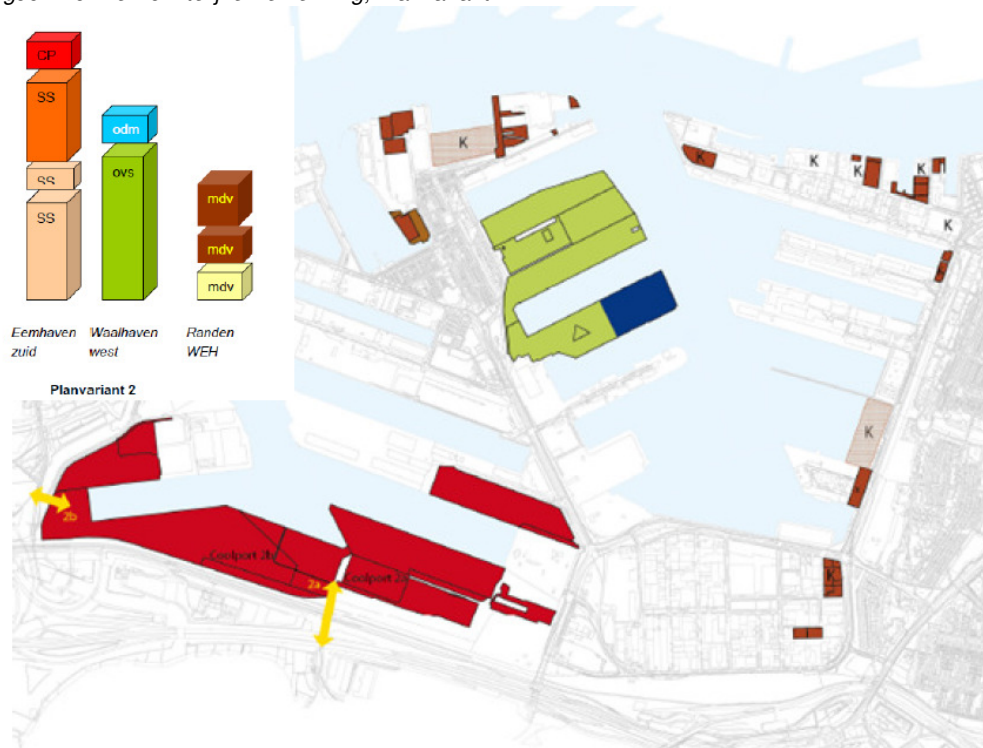 CP
SS
SS
SS
odm
ovs
mdv
mdv
mdv
Eemhaven
zuid
Waalhaven
west
Randen
WEH
Planvariant 2
K
K
K
K
K
K
K
K
2b
Coolport 2b
2a
Coolport 2a